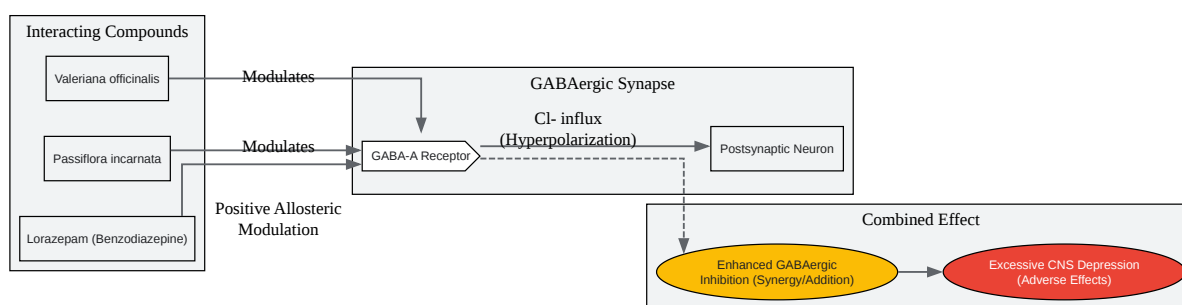 Interacting Compounds
Valeriana officinalis
Modulates
GABAergic Synapse
Cl- influx
(Hyperpolarization)
Passiflora incarnata
Modulates
GABA-A Receptor
Postsynaptic Neuron
Lorazepam (Benzodiazepine)
Positive Allosteric
Modulation
Combined Effect
Enhanced GABAergic
Inhibition (Synergy/Addition)
Excessive CNS Depression
(Adverse Effects)